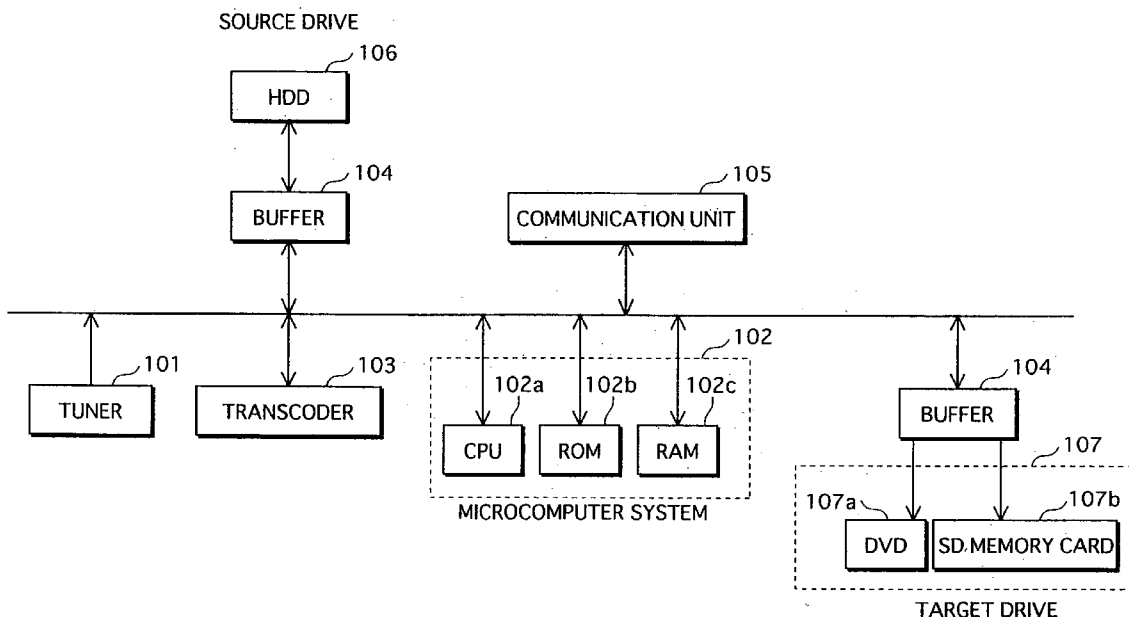 SOURCE DRIVE
106
HDD
104
BUFFER
105
COMMUNICATION UNIT
101
TUNER
103
TRANSCODER
102
102a
102b
102c
CPU
ROM
RAM
MICROCOMPUTER SYSTEM
104
BUFFER
107
107a
107b
DVD
SD MEMORY CARD
TARGET DRIVE